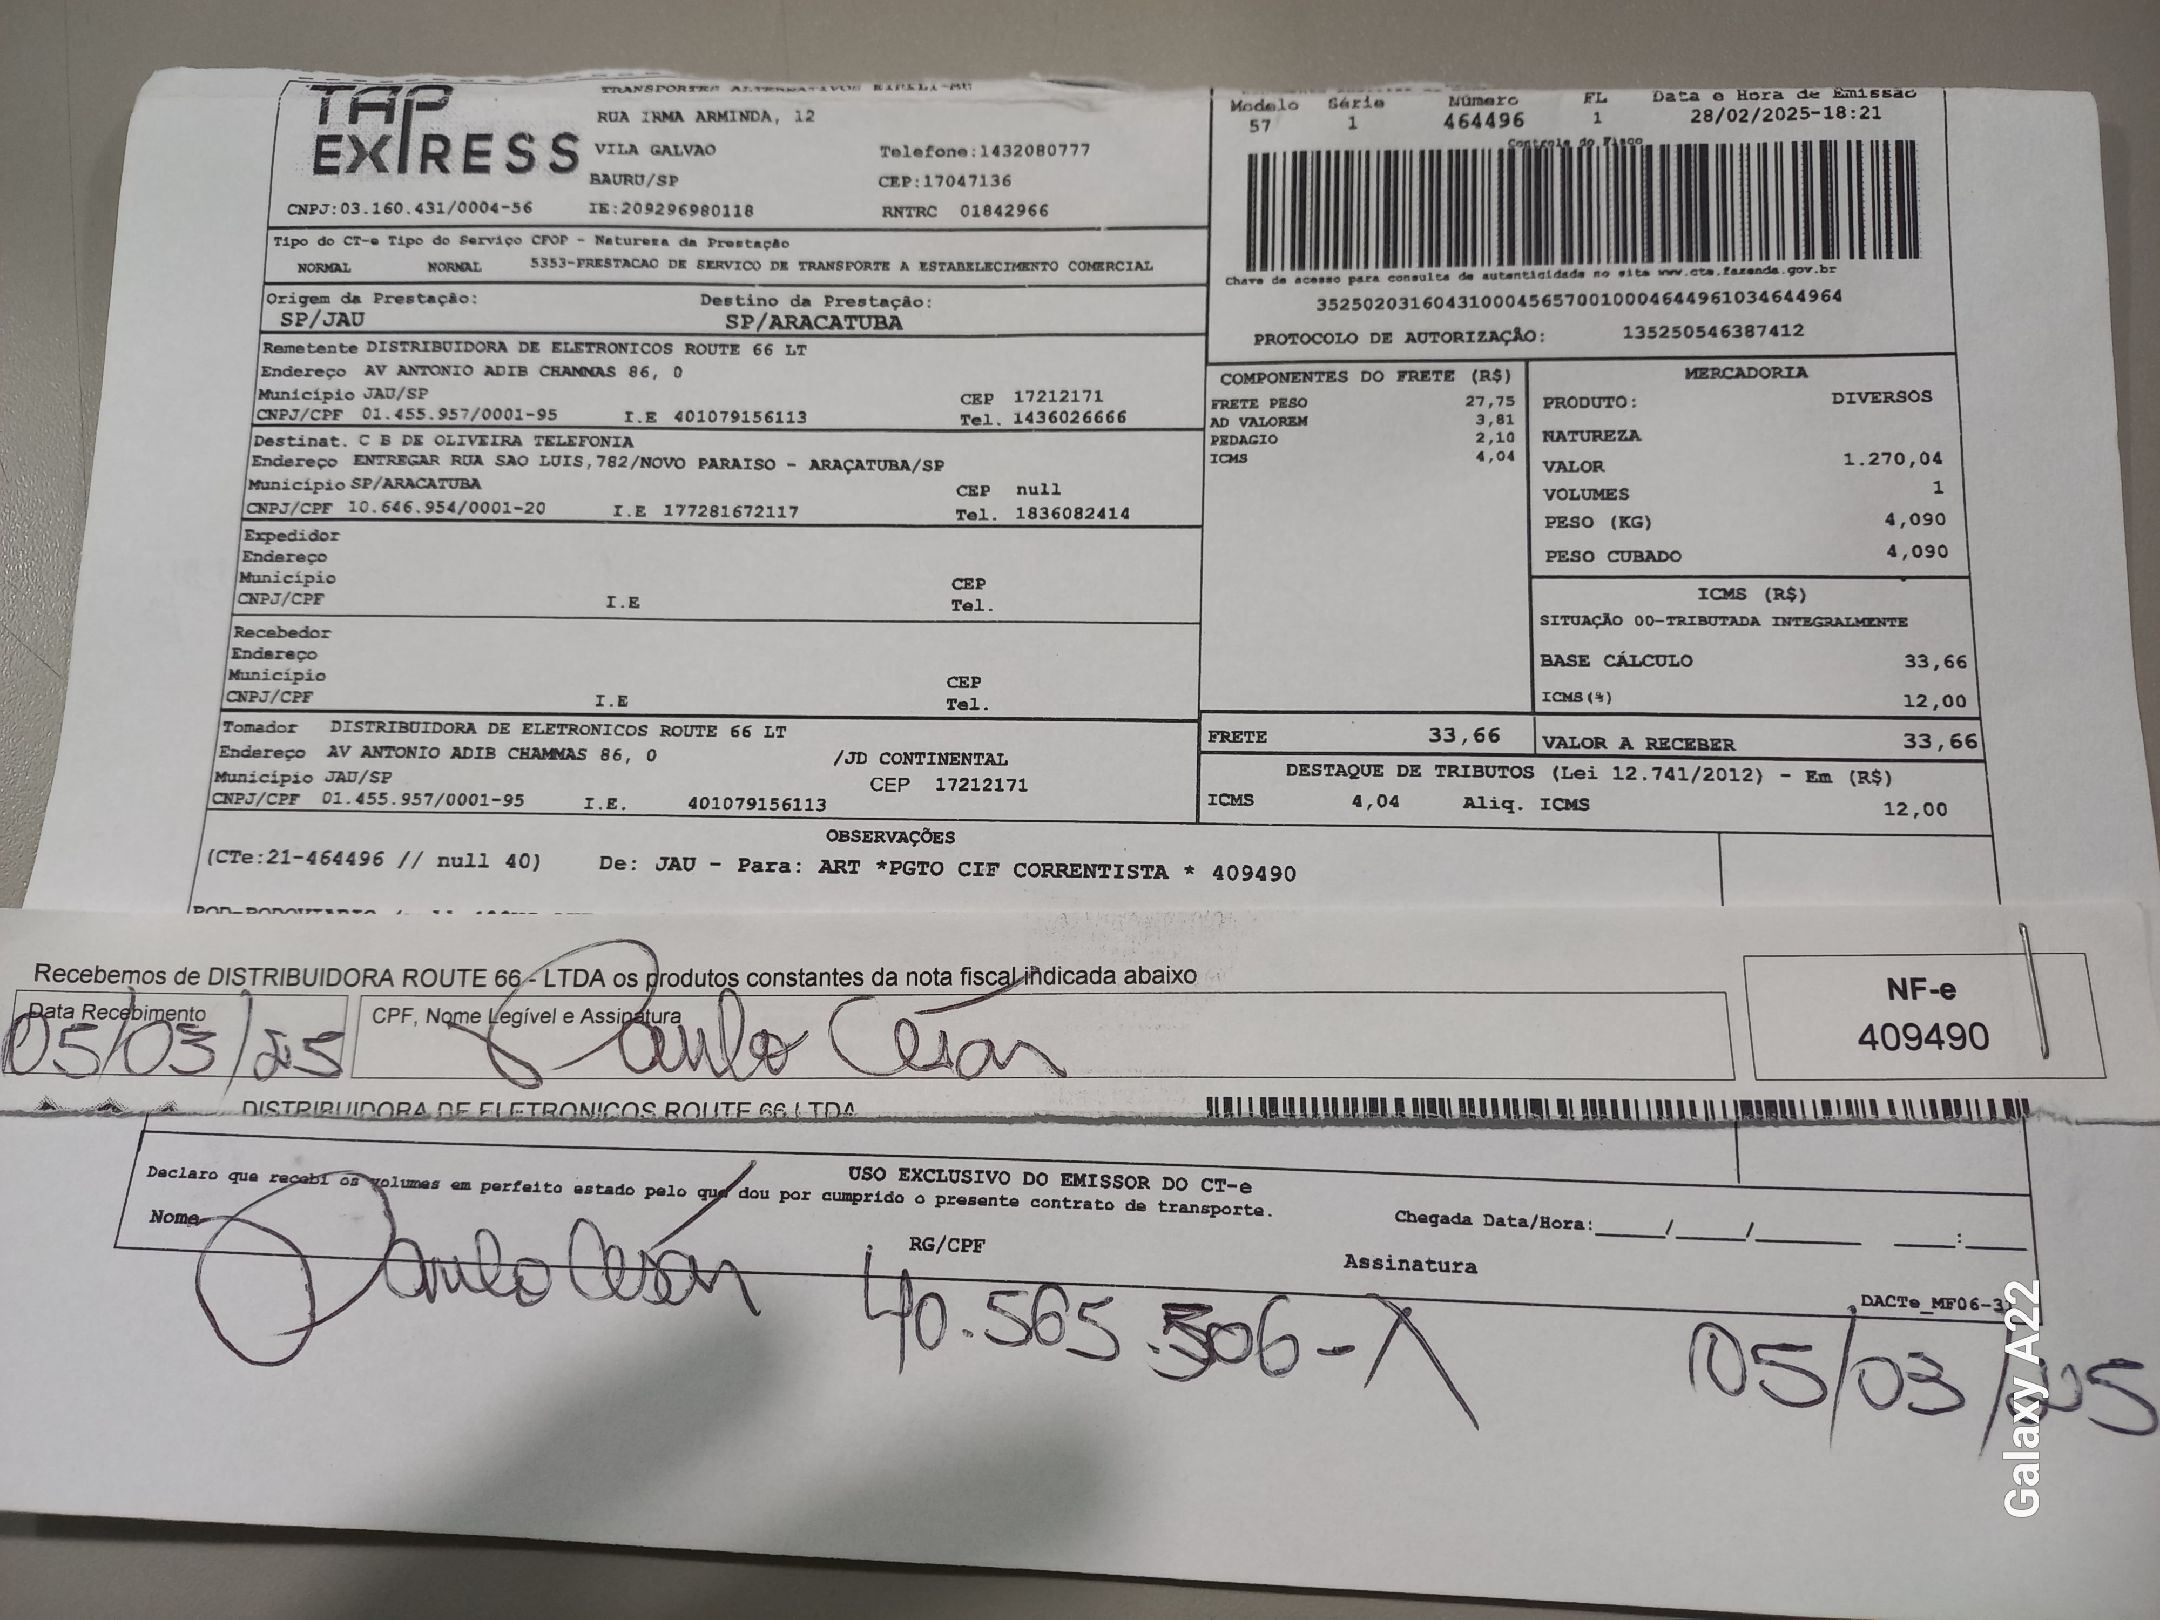 TAP
EXPRESS
TRANSPORTES ALTERNATIVOS EIRELI-ME
RUA IRMA ARMINDA, 12
VILA GALVAO Telefone:1432080777
BAURU/SP CEP:17047136
CNPJ:03.160.431/0004-56 IE:209296980118 RNTRC 01842966
Modelo Série Número FL Data e Hora de Emissão
57 1 464496 1 28/02/2025-18:21
Controle do Fisco
Chave de acesso para consulta de autenticidade no site www.cte.fazenda.gov.br
35250203160431000456570010004644961034644964
PROTOCOLO DE AUTORIZAÇÃO: 135250546387412
Tipo do CT-e Tipo do Serviço CFOP - Natureza da Prestação
NORMAL NORMAL 5353-PRESTACAO DE SERVICO DE TRANSPORTE A ESTABELECIMENTO COMERCIAL
Origem da Prestação: Destino da Prestação:
SP/JAU SP/ARACATUBA
Remetente DISTRIBUIDORA DE ELETRONICOS ROUTE 66 LT
Endereço AV ANTONIO ADIB CHAMMAS 86, 0
Município JAU/SP CEP 17212171
CNPJ/CPF 01.455.957/0001-95 I.E 401079156113 Tel. 1436026666
Destinat. C B DE OLIVEIRA TELEFONIA
Endereço ENTREGAR RUA SAO LUIS,782/NOVO PARAISO - ARAÇATUBA/SP
Município SP/ARACATUBA CEP null
CNPJ/CPF 10.646.954/0001-20 I.E 177281672117 Tel. 1836082414
Expedidor
Endereço
Município CEP
CNPJ/CPF I.E Tel.
Recebedor
Endereço
Município CEP
CNPJ/CPF I.E Tel.
Tomador DISTRIBUIDORA DE ELETRONICOS ROUTE 66 LT
Endereço AV ANTONIO ADIB CHAMMAS 86, 0 /JD CONTINENTAL
Município JAU/SP CEP 17212171
CNPJ/CPF 01.455.957/0001-95 I.E. 401079156113
COMPONENTES DO FRETE (R$)
FRETE PESO 27,75
AD VALOREM 3,81
PEDAGIO 2,10
ICMS 4,04
MERCADORIA
PRODUTO: DIVERSOS
NATUREZA
VALOR 1.270,04
VOLUMES 1
PESO (KG) 4,090
PESO CUBADO 4,090
ICMS (R$)
SITUAÇÃO 00-TRIBUTADA INTEGRALMENTE
BASE CÁLCULO 33,66
ICMS(%) 12,00
FRETE 33,66 VALOR A RECEBER 33,66
DESTAQUE DE TRIBUTOS (Lei 12.741/2012) - Em (R$)
ICMS 4,04 Aliq. ICMS 12,00
OBSERVAÇÕES
(CTe:21-464496 // null 40) De: JAU - Para: ART *PGTO CIF CORRENTISTA * 409490
Recebemos de DISTRIBUIDORA ROUTE 66 - LTDA os produtos constantes da nota fiscal indicada abaixo
Data Recebimento CPF, Nome Legível e Assinatura
05/03/25 Paulo César
NF-e
409490
DISTRIBUIDORA DE ELETRONICOS ROUTE 66 LTDA
USO EXCLUSIVO DO EMISSOR DO CT-e
Declaro que recebi os volumes em perfeito estado pelo que dou por cumprido o presente contrato de transporte.
Nome RG/CPF Assinatura Chegada Data/Hora:_____/_____/_______ ____:____
Paulo César 40.565.506-X 05/03/25
DACTe_MF06-3
Galaxy A22